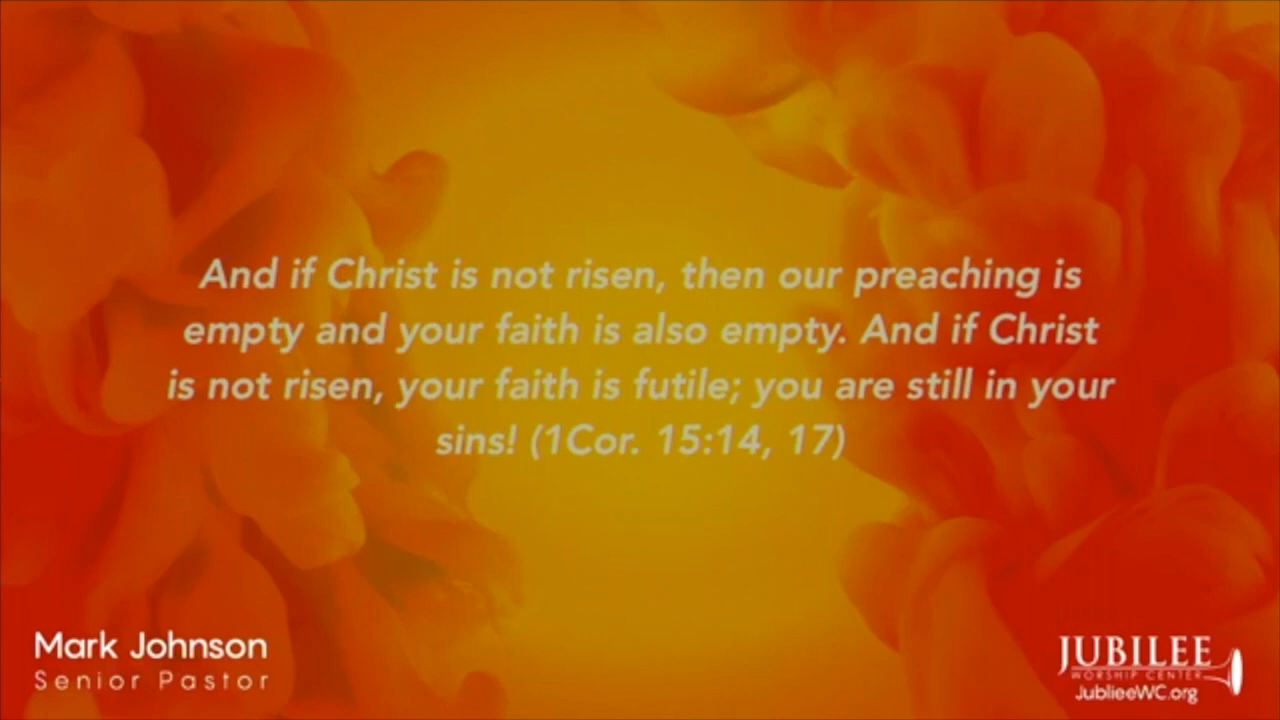 And if Christ is not risen, then our preaching is
empty and your faith is also empty. And if Christ
is not risen, your faith is futile; you are still in your
sins! (1Cor. 15:14, 17)
Mark Johnson
Senior Pastor
JUBILEE
WORSHIP CENTER
JublieeWC.org